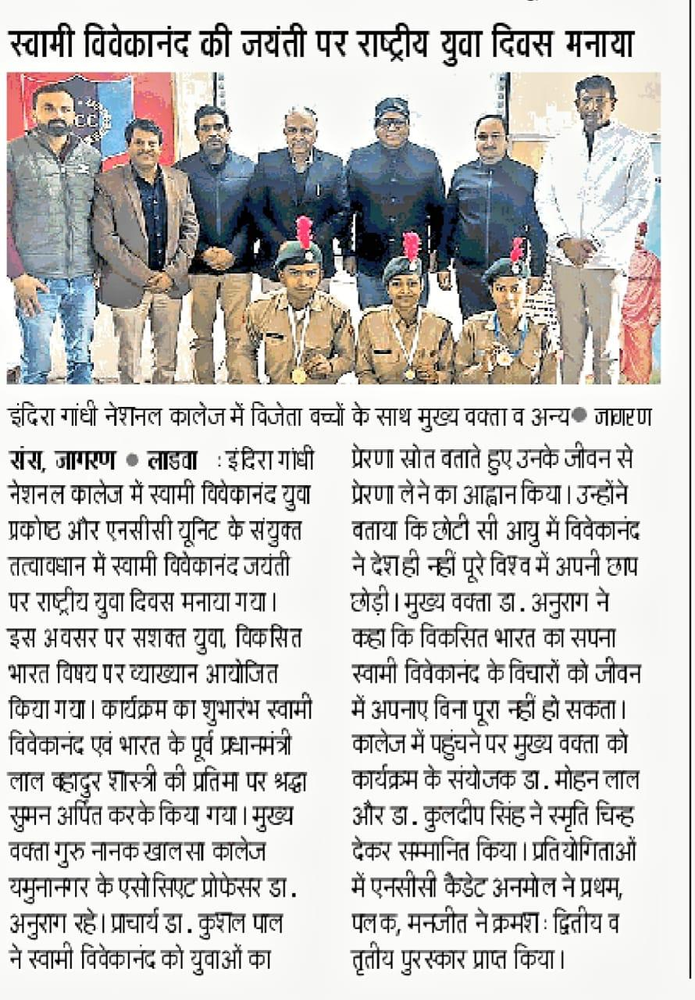 स्वामी विवेकानंद की जयंती पर राष्ट्रीय युवा दिवस मनाया
CC
इंदिरा गांधी नेशनल कालेज में विजेता बच्चों के साथ मुख्य वक्ता व अन्य● जागरण
संस, जागरण ● लाडवा : इंदिरा गांधी
नेशनल कालेज में स्वामी विवेकानंद युवा
प्रकोष्ठ और एनसीसी यूनिट के संयुक्त
तत्वावधान में स्वामी विवेकानंद जयंती
पर राष्ट्रीय युवा दिवस मनाया गया।
इस अवसर पर सशक्त युवा, विकसित
भारत विषय पर व्याख्यान आयोजित
किया गया। कार्यक्रम का शुभारंभ स्वामी
विवेकानंद एवं भारत के पूर्व प्रधानमंत्री
लाल बहादुर शास्त्री की प्रतिमा पर श्रद्धा
सुमन अर्पित करके किया गया। मुख्य
वक्ता गुरु नानक खालसा कालेज
यमुनानगर के एसोसिएट प्रोफेसर डा.
अनुराग रहे। प्राचार्य डा. कुशल पाल
ने स्वामी विवेकानंद को युवाओं का
प्रेरणा स्रोत बताते हुए उनके जीवन से
प्रेरणा लेने का आह्वान किया। उन्होंने
बताया कि छोटी सी आयु में विवेकानंद
ने देश ही नहीं पूरे विश्व में अपनी छाप
छोड़ी। मुख्य वक्ता डा. अनुराग ने
कहा कि विकसित भारत का सपना
स्वामी विवेकानंद के विचारों को जीवन
में अपनाए बिना पूरा नहीं हो सकता।
कालेज में पहुंचने पर मुख्य वक्ता को
कार्यक्रम के संयोजक डा. मोहन लाल
और डा. कुलदीप सिंह ने स्मृति चिन्ह
देकर सम्मानित किया। प्रतियोगिताओं
में एनसीसी कैडेट अनमोल ने प्रथम,
पलक, मनजीत ने क्रमश: द्वितीय व
तृतीय पुरस्कार प्राप्त किया।